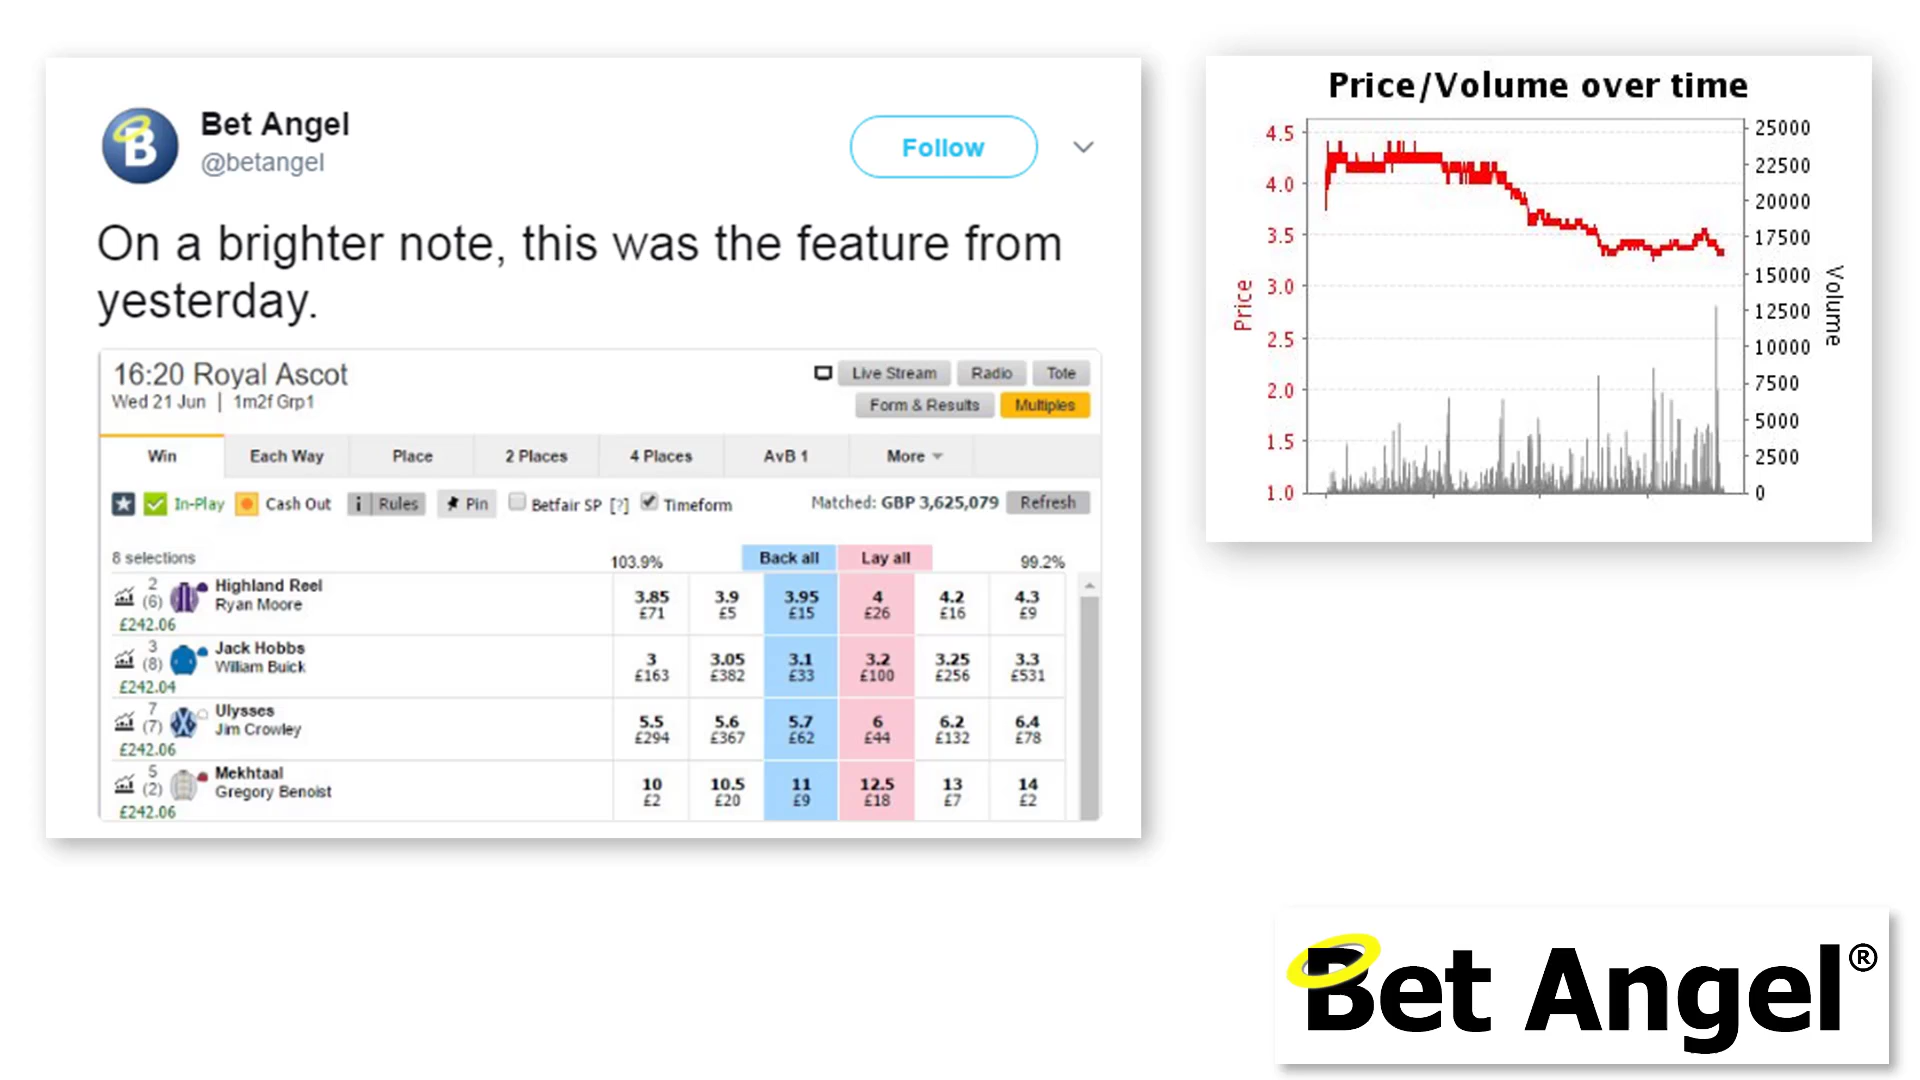 Bet Angel
@betangel
Follow
On a brighter note, this was the feature from
yesterday.
16:20 Royal Ascot
Wed 21 Jun | 1m2f Grp1
Live Stream Radio Tote
Form & Results Multiples
Win Each Way Place 2 Places 4 Places AvB 1 More
In-Play Cash Out i Rules Pin Betfair SP [?] Timeform Matched: GBP 3,625,079 Refresh
8 selections 103.9% Back all Lay all 99.2%
2 Highland Reel 3.85 3.9 3.95 4 4.2 4.3
(6) Ryan Moore £71 £5 £15 £26 £16 £9
£242.06
3 Jack Hobbs 3 3.05 3.1 3.2 3.25 3.3
(8) William Buick £163 £382 £33 £100 £256 £531
£242.04
7 Ulysses 5.5 5.6 5.7 6 6.2 6.4
(7) Jim Crowley £294 £367 £62 £44 £132 £78
£242.06
5 Mekhtaal 10 10.5 11 12.5 13 14
(2) Gregory Benoist £2 £20 £9 £18 £7 £2
£242.06
Price/Volume over time
4.5
4.0
3.5
3.0
2.5
2.0
1.5
1.0
Price
25000
22500
20000
17500
15000
12500
10000
7500
5000
2500
0
Volume
Bet Angel®